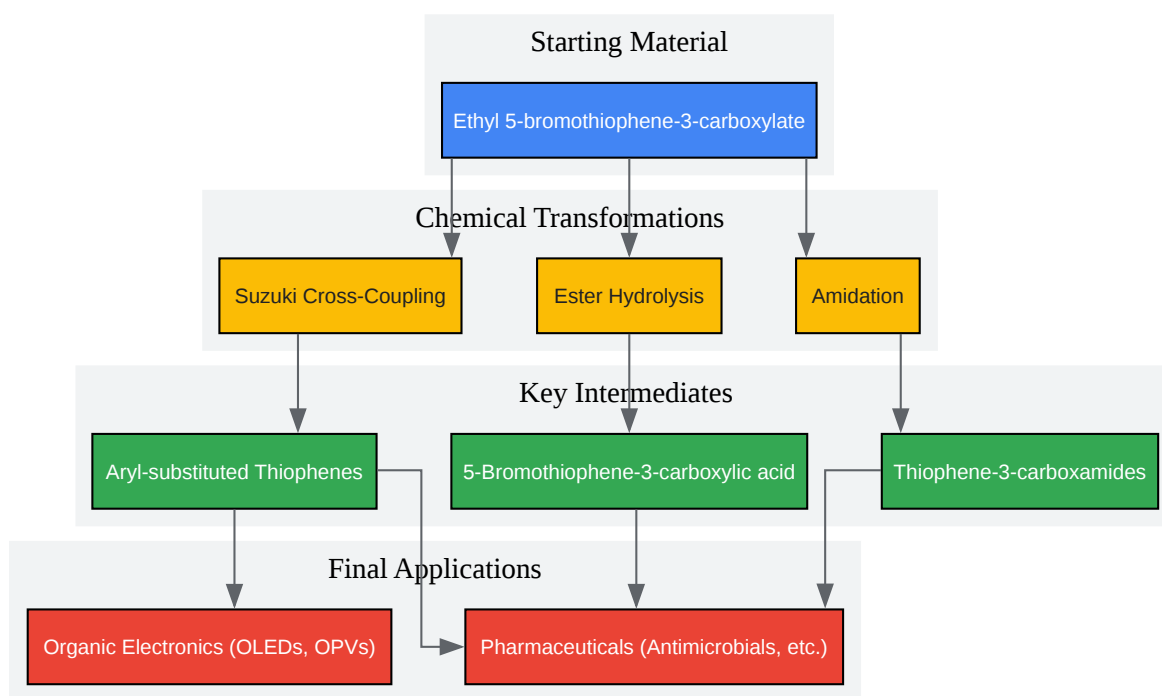 Starting Material
Ethyl 5-bromothiophene-3-carboxylate
Chemical Transformations
Suzuki Cross-Coupling
Ester Hydrolysis
Amidation
Key Intermediates
Aryl-substituted Thiophenes
5-Bromothiophene-3-carboxylic acid
Thiophene-3-carboxamides
Final Applications
Organic Electronics (OLEDs, OPVs)
Pharmaceuticals (Antimicrobials, etc.)